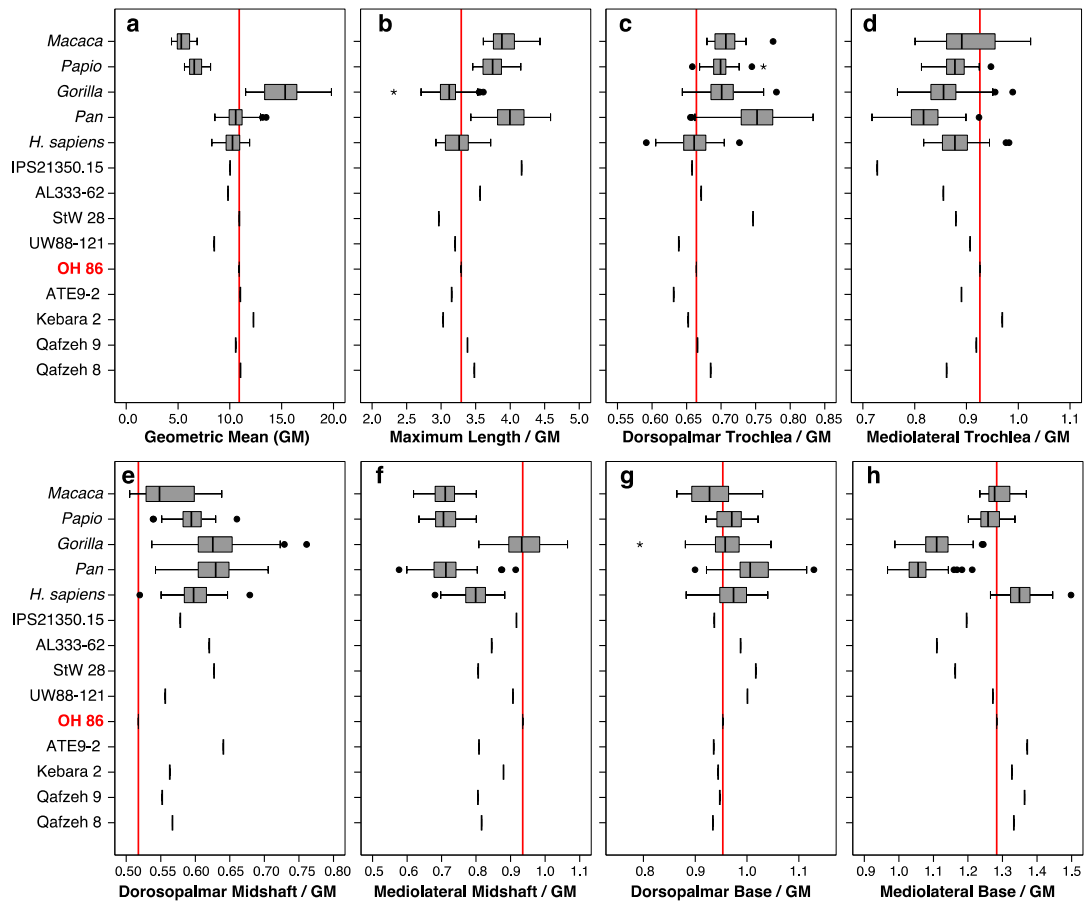 a b c d
Macaca
Papio
Gorilla
Pan
H. sapiens
IPS21350.15
AL333-62
StW 28
UW88-121
OH 86
ATE9-2
Kebara 2
Qafzeh 9
Qafzeh 8
0.0 5.0 10.0 15.0 20.0 2.0 2.5 3.0 3.5 4.0 4.5 5.0 0.55 0.60 0.65 0.70 0.75 0.80 0.85 0.7 0.8 0.9 1.0 1.1
Geometric Mean (GM) Maximum Length / GM Dorsopalmar Trochlea / GM Mediolateral Trochlea / GM
e f g h
Macaca
Papio
Gorilla
Pan
H. sapiens
IPS21350.15
AL333-62
StW 28
UW88-121
OH 86
ATE9-2
Kebara 2
Qafzeh 9
Qafzeh 8
0.50 0.55 0.60 0.65 0.70 0.75 0.80 0.4 0.5 0.6 0.7 0.8 0.9 1.0 1.1 0.8 0.9 1.0 1.1 0.9 1.0 1.1 1.2 1.3 1.4 1.5
Dorosopalmar Midshaft / GM Mediolateral Midshaft / GM Dorsopalmar Base / GM Mediolateral Base / GM